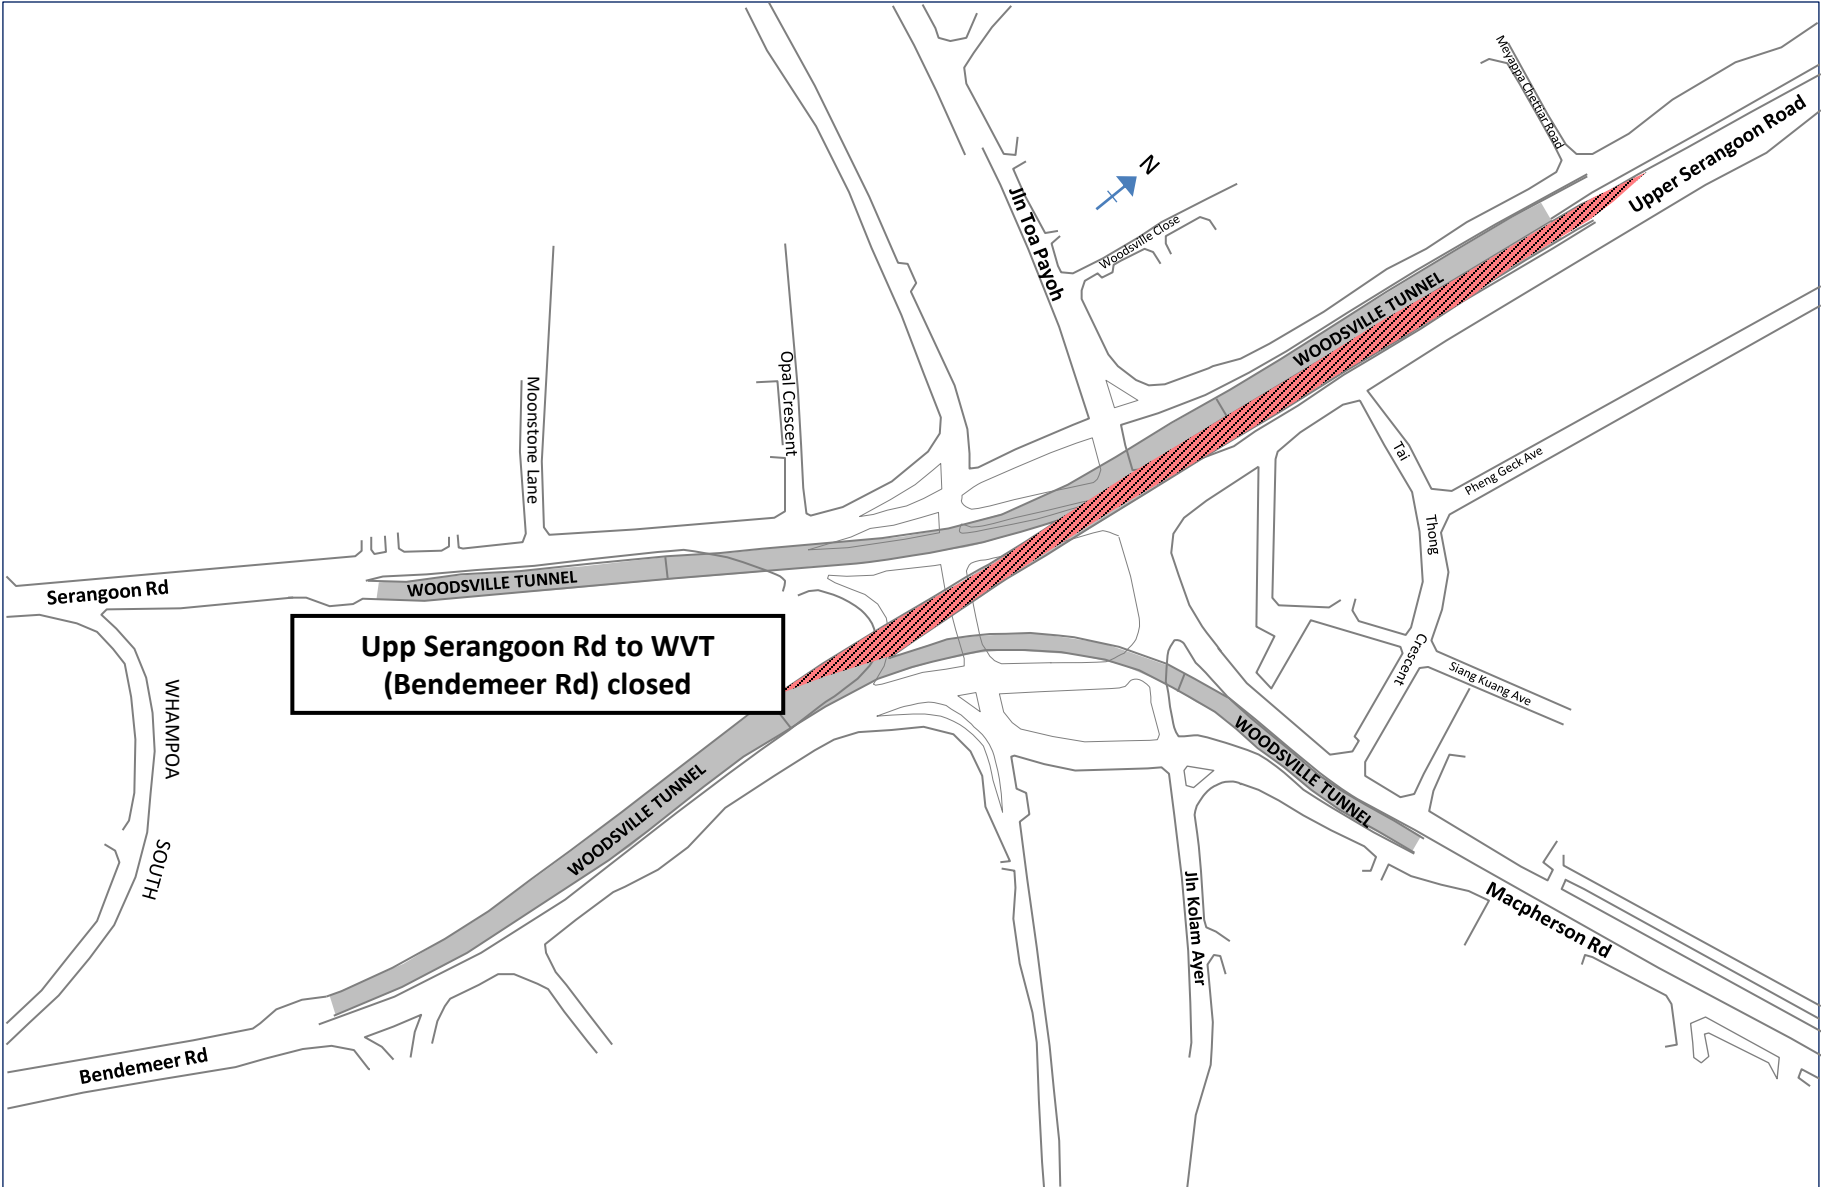 Meyappa Chettiar Road
Upper Serangoon Road
N
Jln Toa Payoh
Woodsville Close
WOODSVILLE TUNNEL
Opal Crescent
Moonstone Lane
Tai
Thong
Crescent
Pheng Geck Ave
Serangoon Rd
WOODSVILLE TUNNEL
Upp Serangoon Rd to WVT
(Bendemeer Rd) closed
Siang Kuang Ave
WHAMPOA
SOUTH
WOODSVILLE TUNNEL
WOODSVILLE TUNNEL
Jln Kolam Ayer
Macpherson Rd
Bendemeer Rd